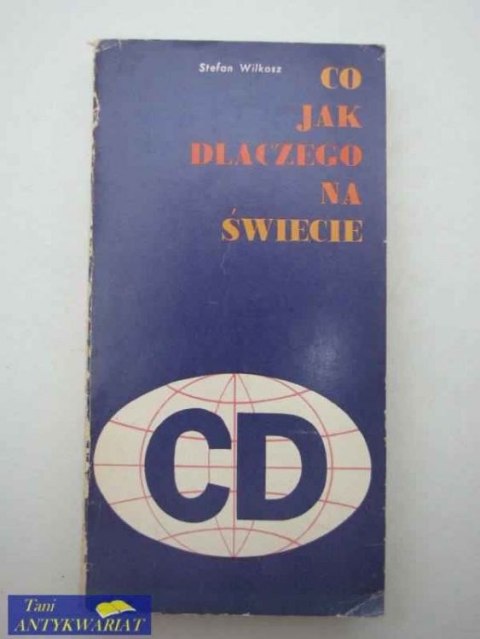 Stefan Wilkosz
CO
JAK
DLACZEGO
NA
ŚWIECIE
CD
Tani
ANTYKWARIAT